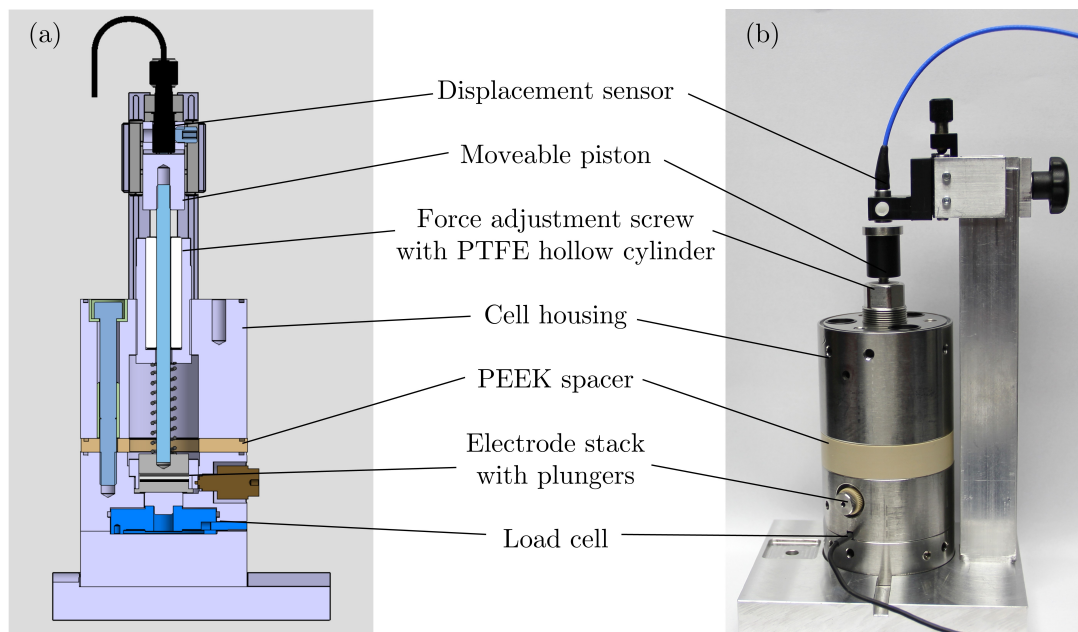 (a)
(b)
Displacement sensor
Moveable piston
Force adjustment screw
with PTFE hollow cylinder
Cell housing
PEEK spacer
Electrode stack
with plungers
Load cell